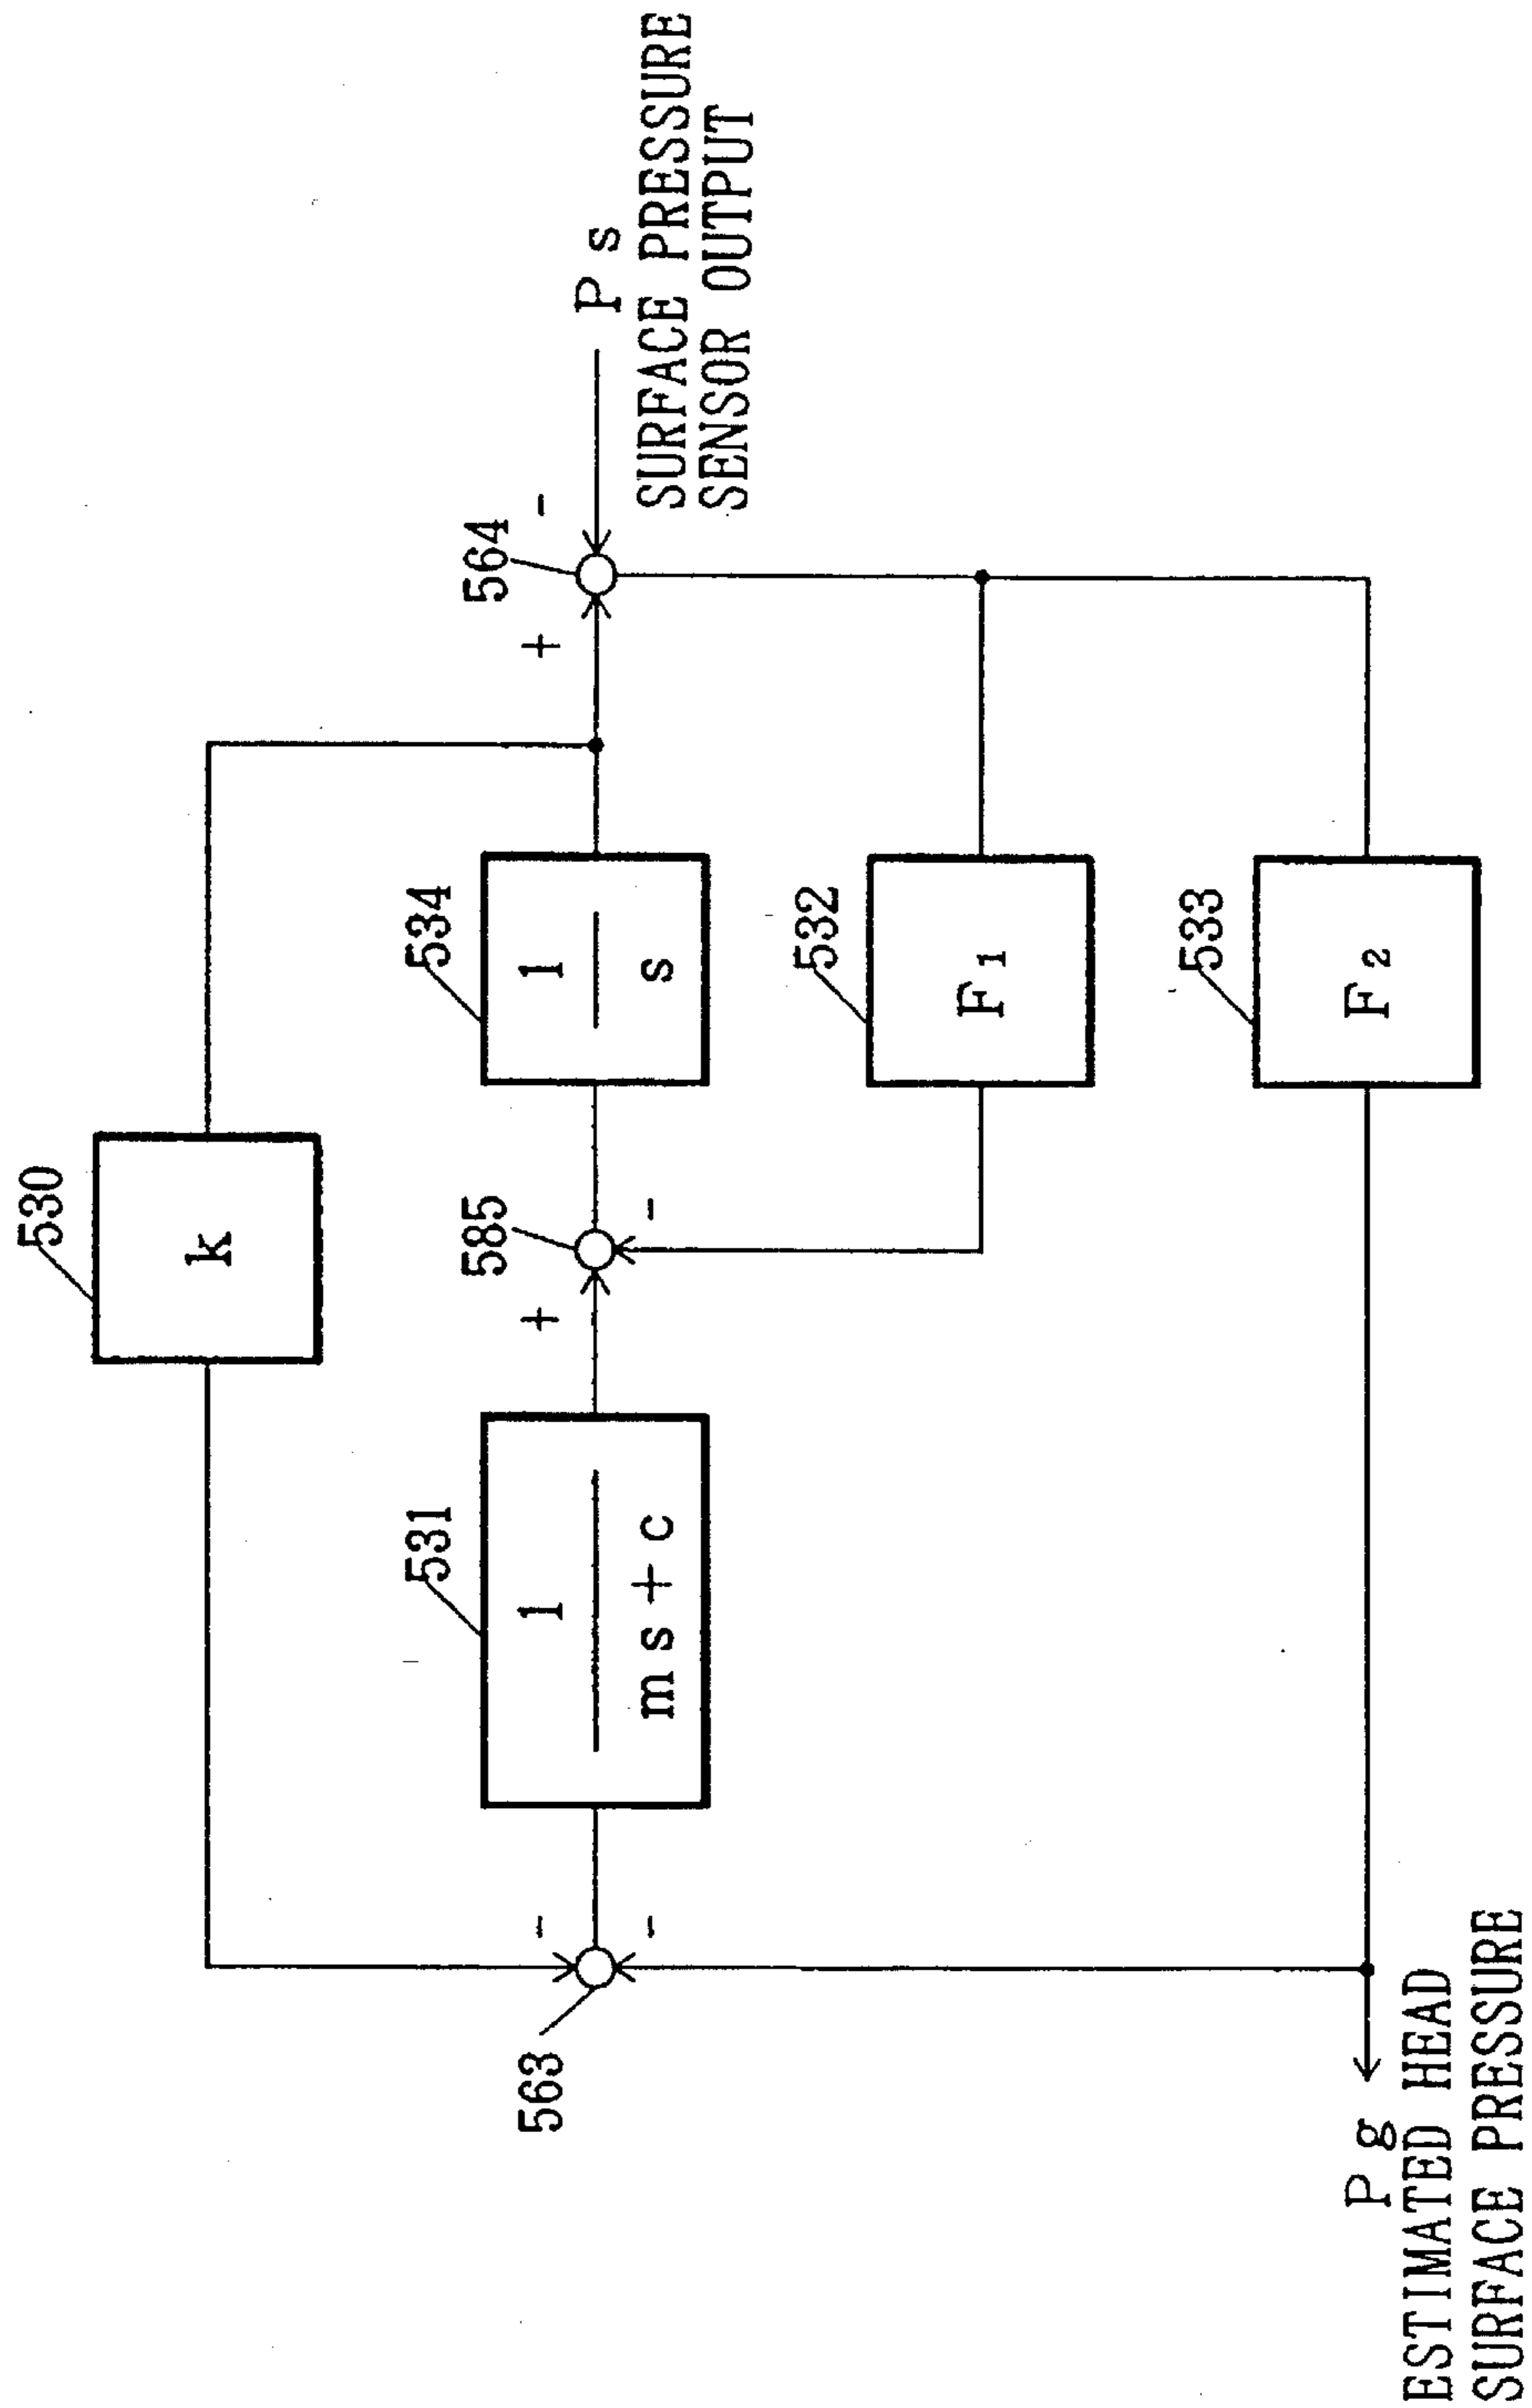 530
k
531
1
ms+c
585
534
1
s
564
563
532
F1
533
F2
-
-
+
-
+
-
Ps
SURFACE PRESSURE
SENSOR OUTPUT
Pg
ESTIMATED HEAD
SURFACE PRESSURE